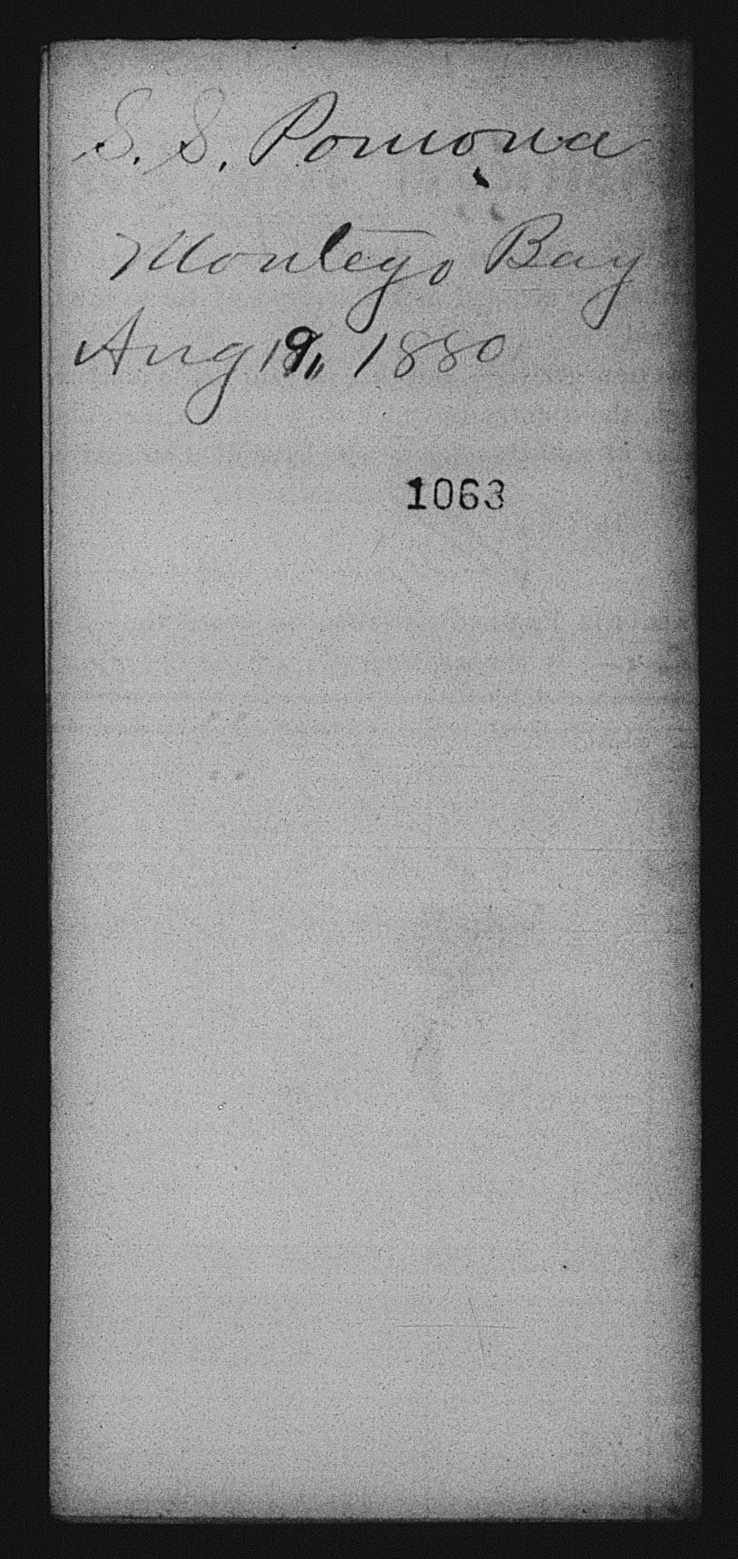 S. S. Pomona
Montego Bay
Aug 19,, 1880
1063